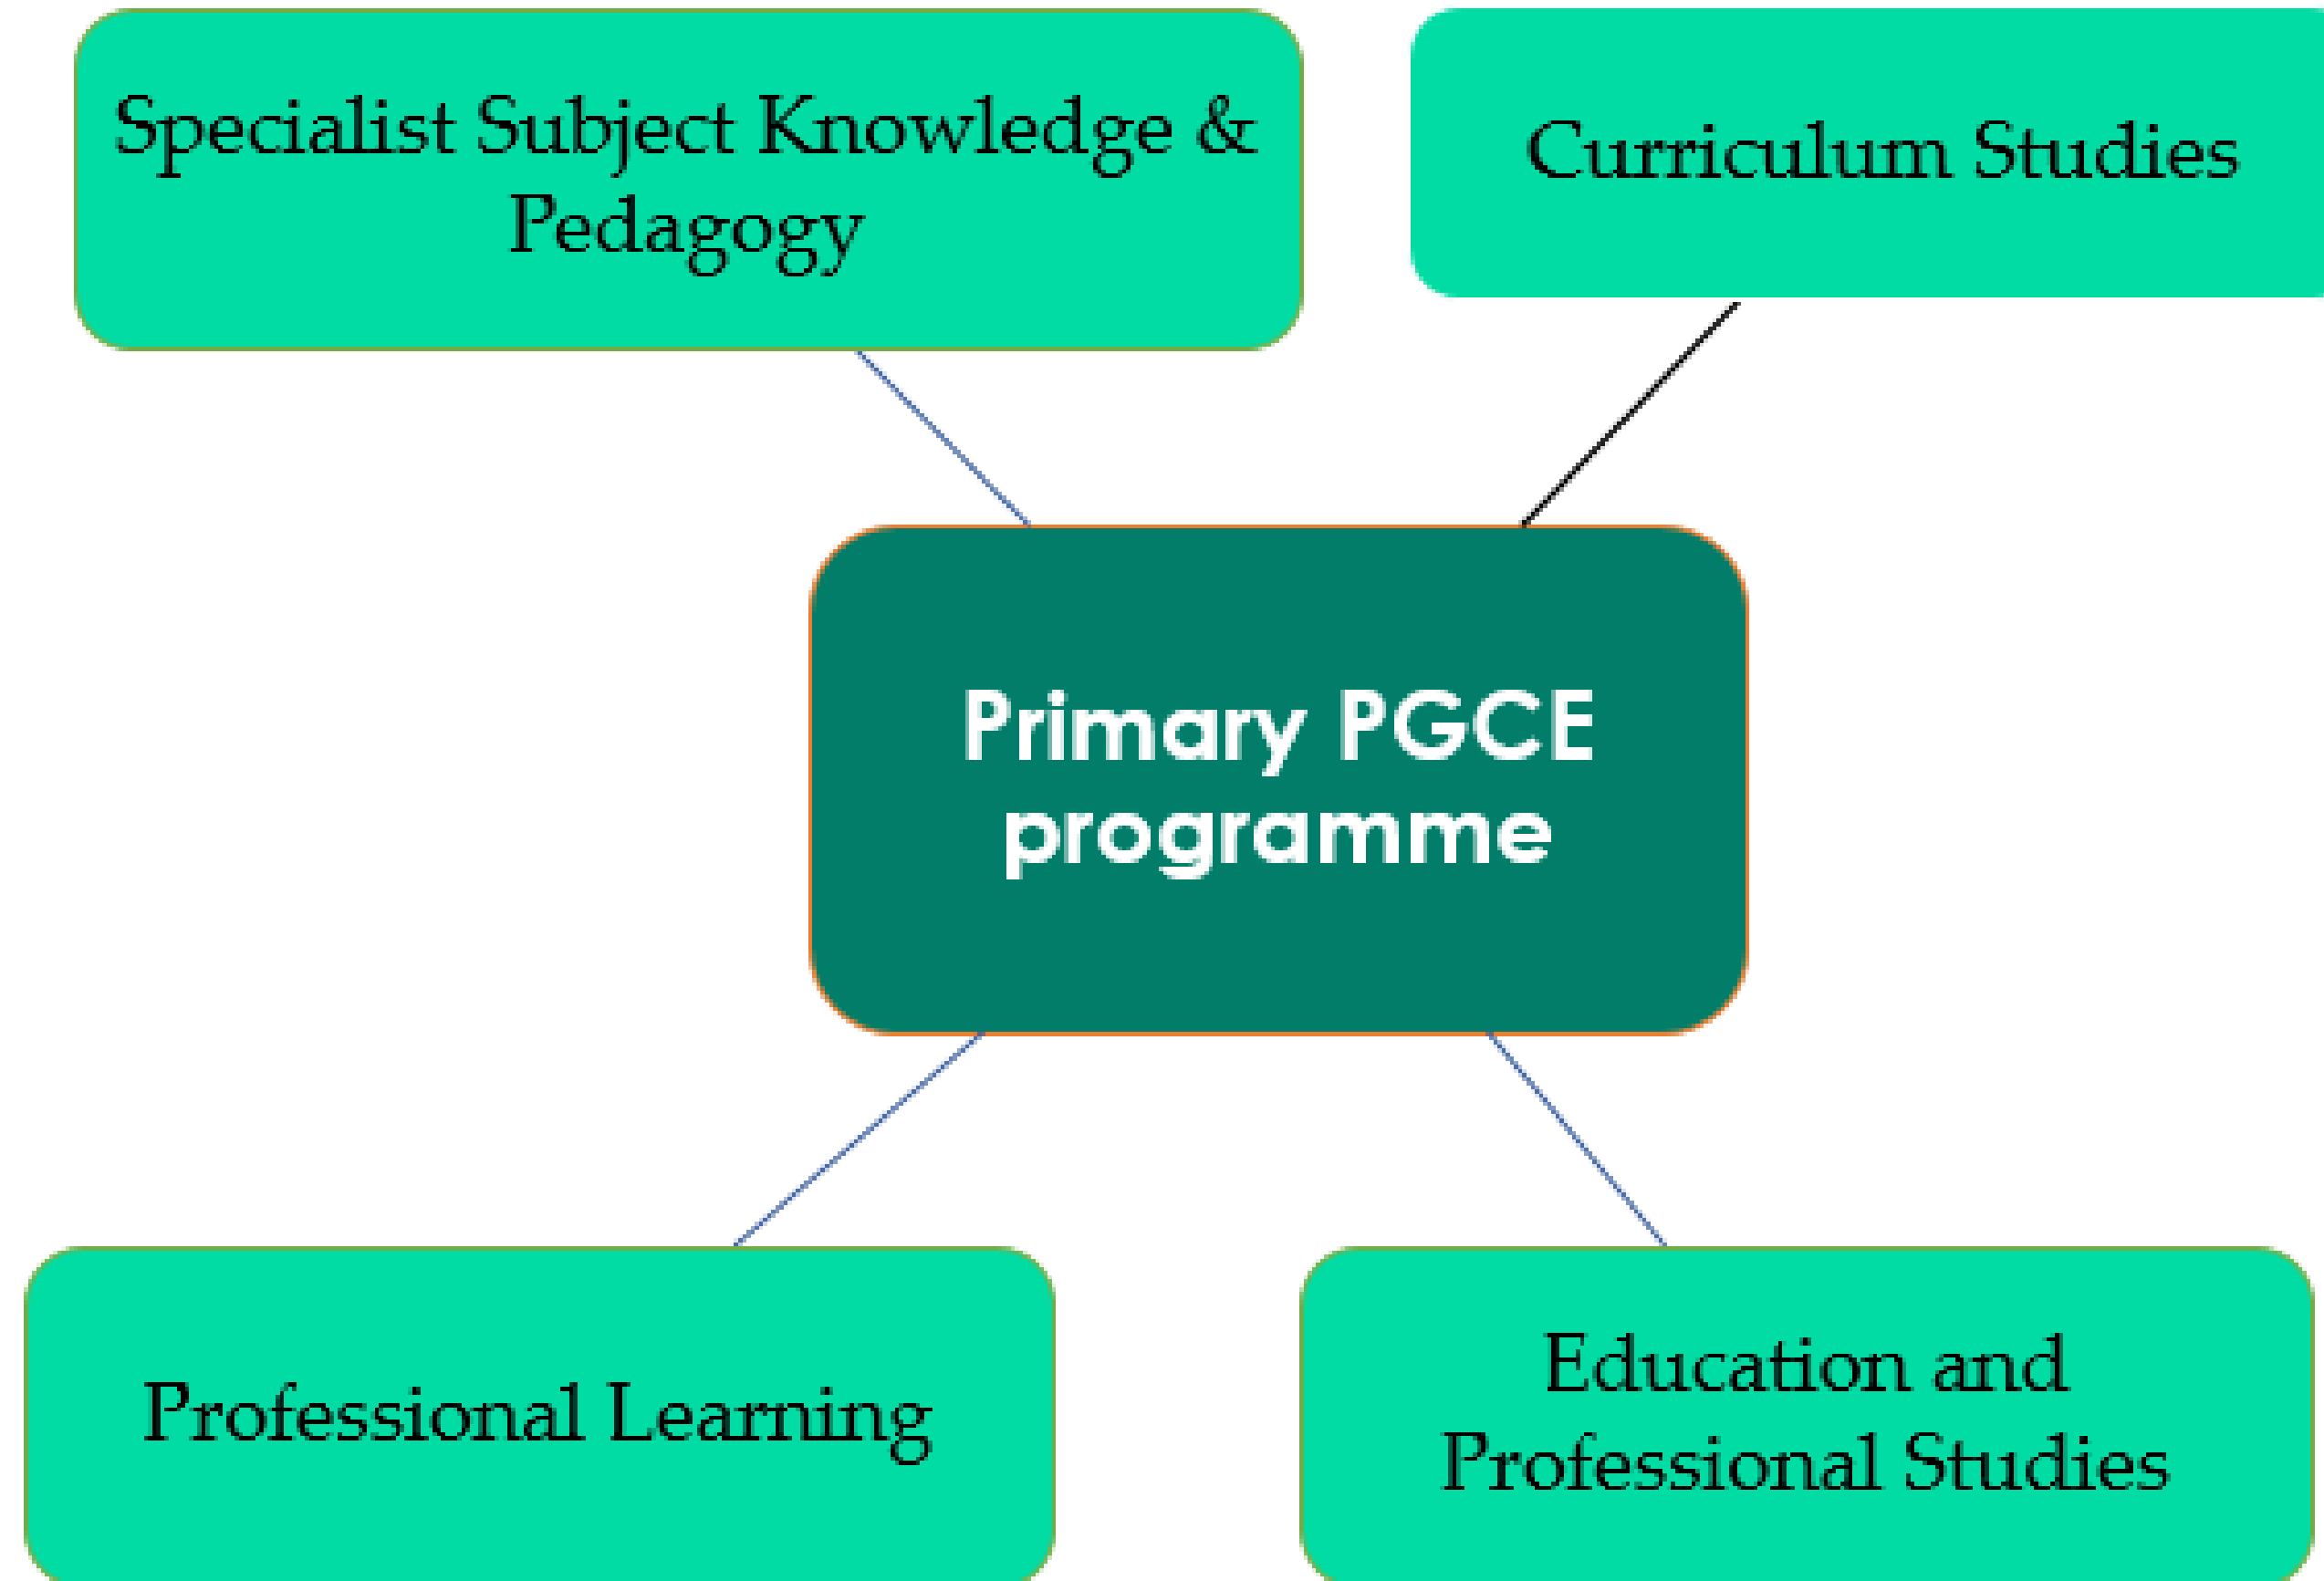 Specialist Subject Knowledge &
Pedagogy
Curriculum Studies
Primary PGCE
programme
Professional Learning
Education and
Professional Studies